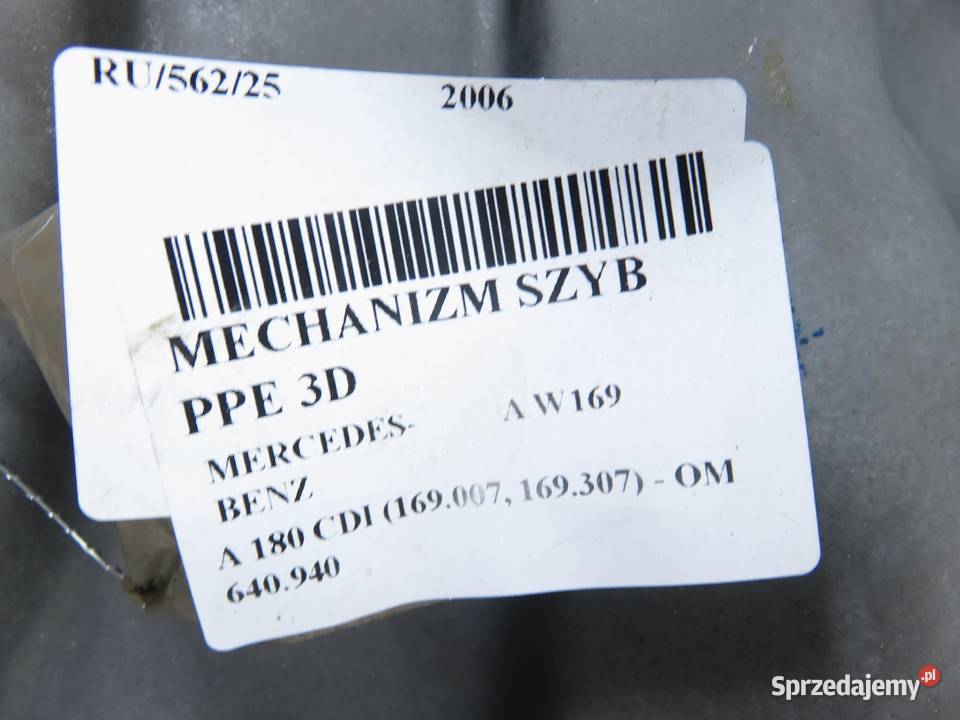 RU/562/25 2006
MECHANIZM SZYB
PPE 3D
MERCEDES- A W169
BENZ
A 180 CDI (169.007, 169.307) - OM
640.940
Sprzedajemy.pl